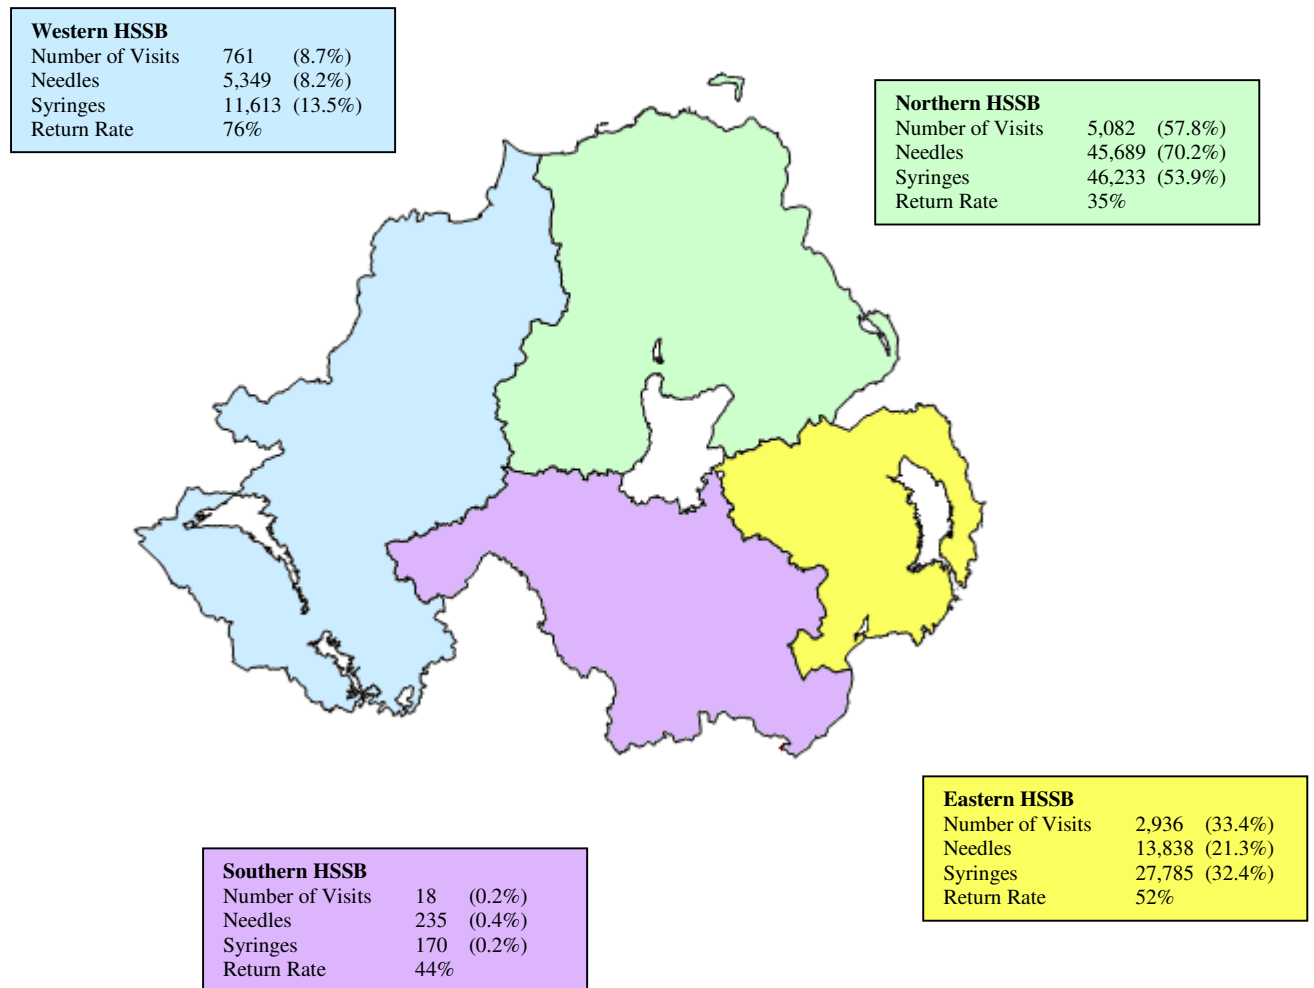 Western HSSB
Number of Visits 761 (8.7%)
Needles 5,349 (8.2%)
Syringes 11,613 (13.5%)
Return Rate 76%
Northern HSSB
Number of Visits 5,082 (57.8%)
Needles 45,689 (70.2%)
Syringes 46,233 (53.9%)
Return Rate 35%
Eastern HSSB
Number of Visits 2,936 (33.4%)
Needles 13,838 (21.3%)
Syringes 27,785 (32.4%)
Return Rate 52%
Southern HSSB
Number of Visits 18 (0.2%)
Needles 235 (0.4%)
Syringes 170 (0.2%)
Return Rate 44%